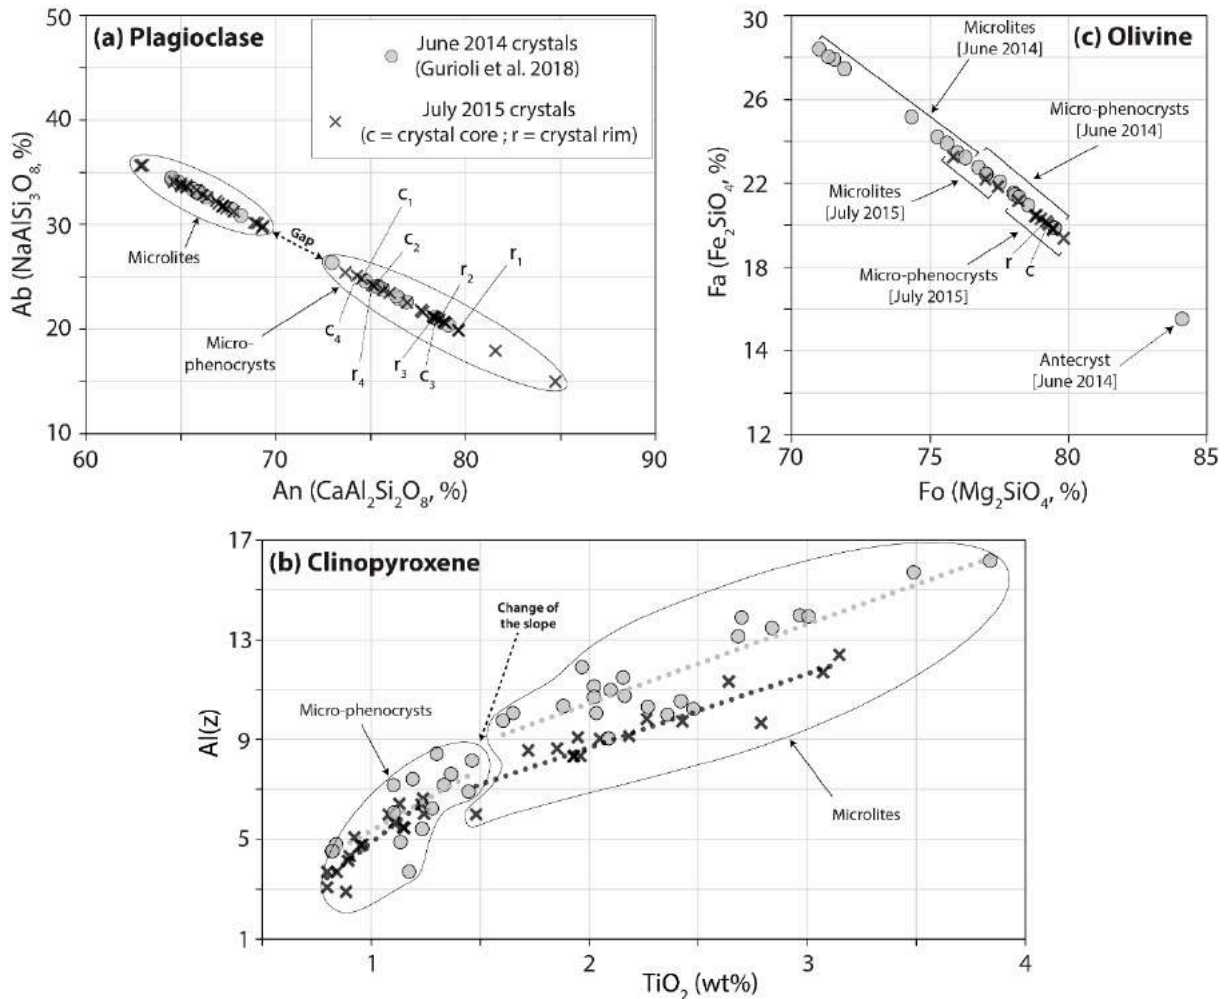 (a) Plagioclase
June 2014 crystals
(Gurioli et al. 2018)
July 2015 crystals
(c = crystal core ; r = crystal rim)
50
40
30
20
10
Ab (NaAlSi3O8, %)
Microlites
Gap
Micro-
phenocrysts
c1
c2
r2
r1
c4
r4
r3
c3
60
70
80
90
An (CaAl2Si2O8, %)
(c) Olivine
30
26
22
18
14
12
Fa (Fe2SiO4, %)
Microlites
[June 2014]
Micro-phenocrysts
[June 2014]
Microlites
[July 2015]
r
c
Micro-phenocrysts
[July 2015]
Antecryst
[June 2014]
70
75
80
85
Fo (Mg2SiO4, %)
(b) Clinopyroxene
17
13
9
5
1
Al(z)
Change of
the slope
Micro-phenocrysts
Microlites
1
2
3
4
TiO2 (wt%)